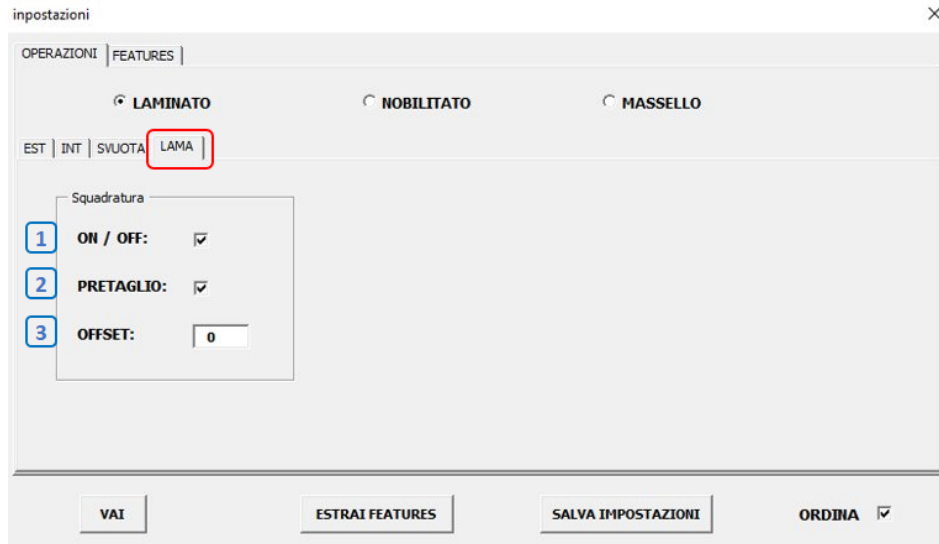 inpostazioni
OPERAZIONI FEATURES
LAMINATO NOBILITATO MASSELLO
EST INT SVUOTA LAMA
Squadratura
1 ON / OFF:
2 PRETAGLIO:
3 OFFSET: 0
VAI ESTRAI FEATURES SALVA IMPOSTAZIONI ORDINA